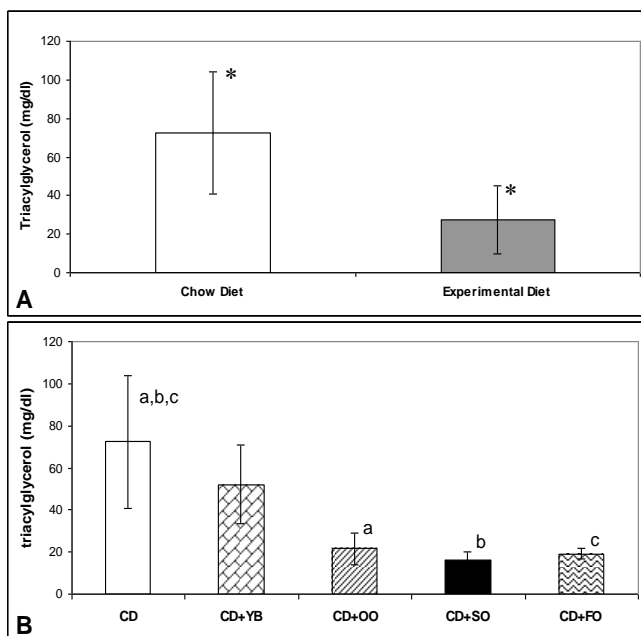 120
100
80
60
40
20
0
Triacylglycerol (mg/dl)
*
*
Chow Diet
Experimental Diet
A
120
100
80
60
40
20
0
triacylglycerol (mg/dl)
a,b,c
a
b
c
CD
CD+YB
CD+OO
CD+SO
CD+FO
B